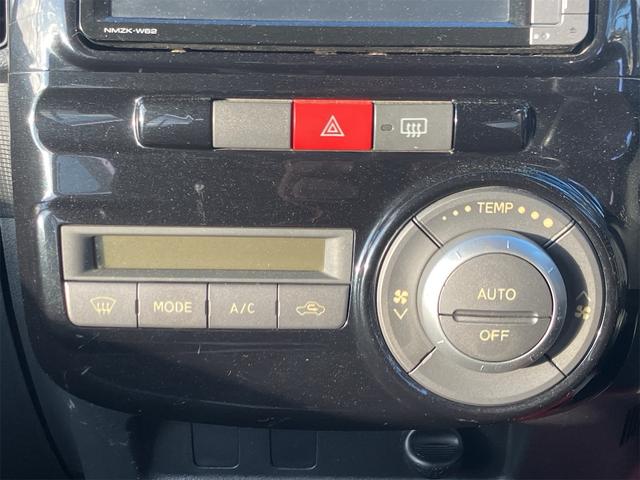 NMZK-W62
TEMP
MODE
A/C
AUTO
OFF